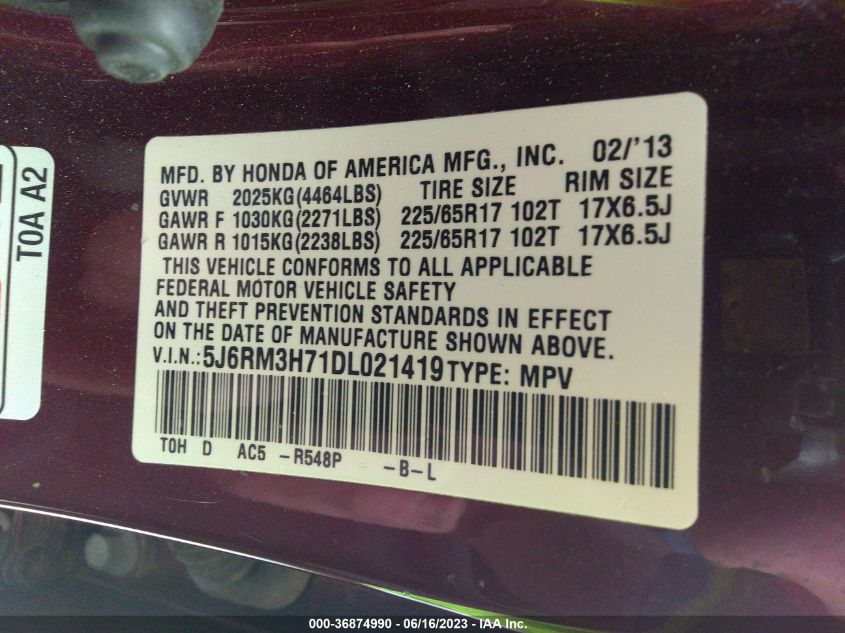 MFD. BY HONDA OF AMERICA MFG., INC. 02/'13
GVWR 2025KG(4464LBS) TIRE SIZE RIM SIZE
GAWR F 1030KG(2271LBS) 225/65R17 102T 17X6.5J
GAWR R 1015KG(2238LBS) 225/65R17 102T 17X6.5J
THIS VEHICLE CONFORMS TO ALL APPLICABLE
FEDERAL MOTOR VEHICLE SAFETY
AND THEFT PREVENTION STANDARDS IN EFFECT
ON THE DATE OF MANUFACTURE SHOWN ABOVE.
V.I.N.: 5J6RM3H71DL021419 TYPE: MPV
TOH D AC5 -R548P -B-L
TOA A2
000-36874990 - 06/16/2023 - IAA Inc.